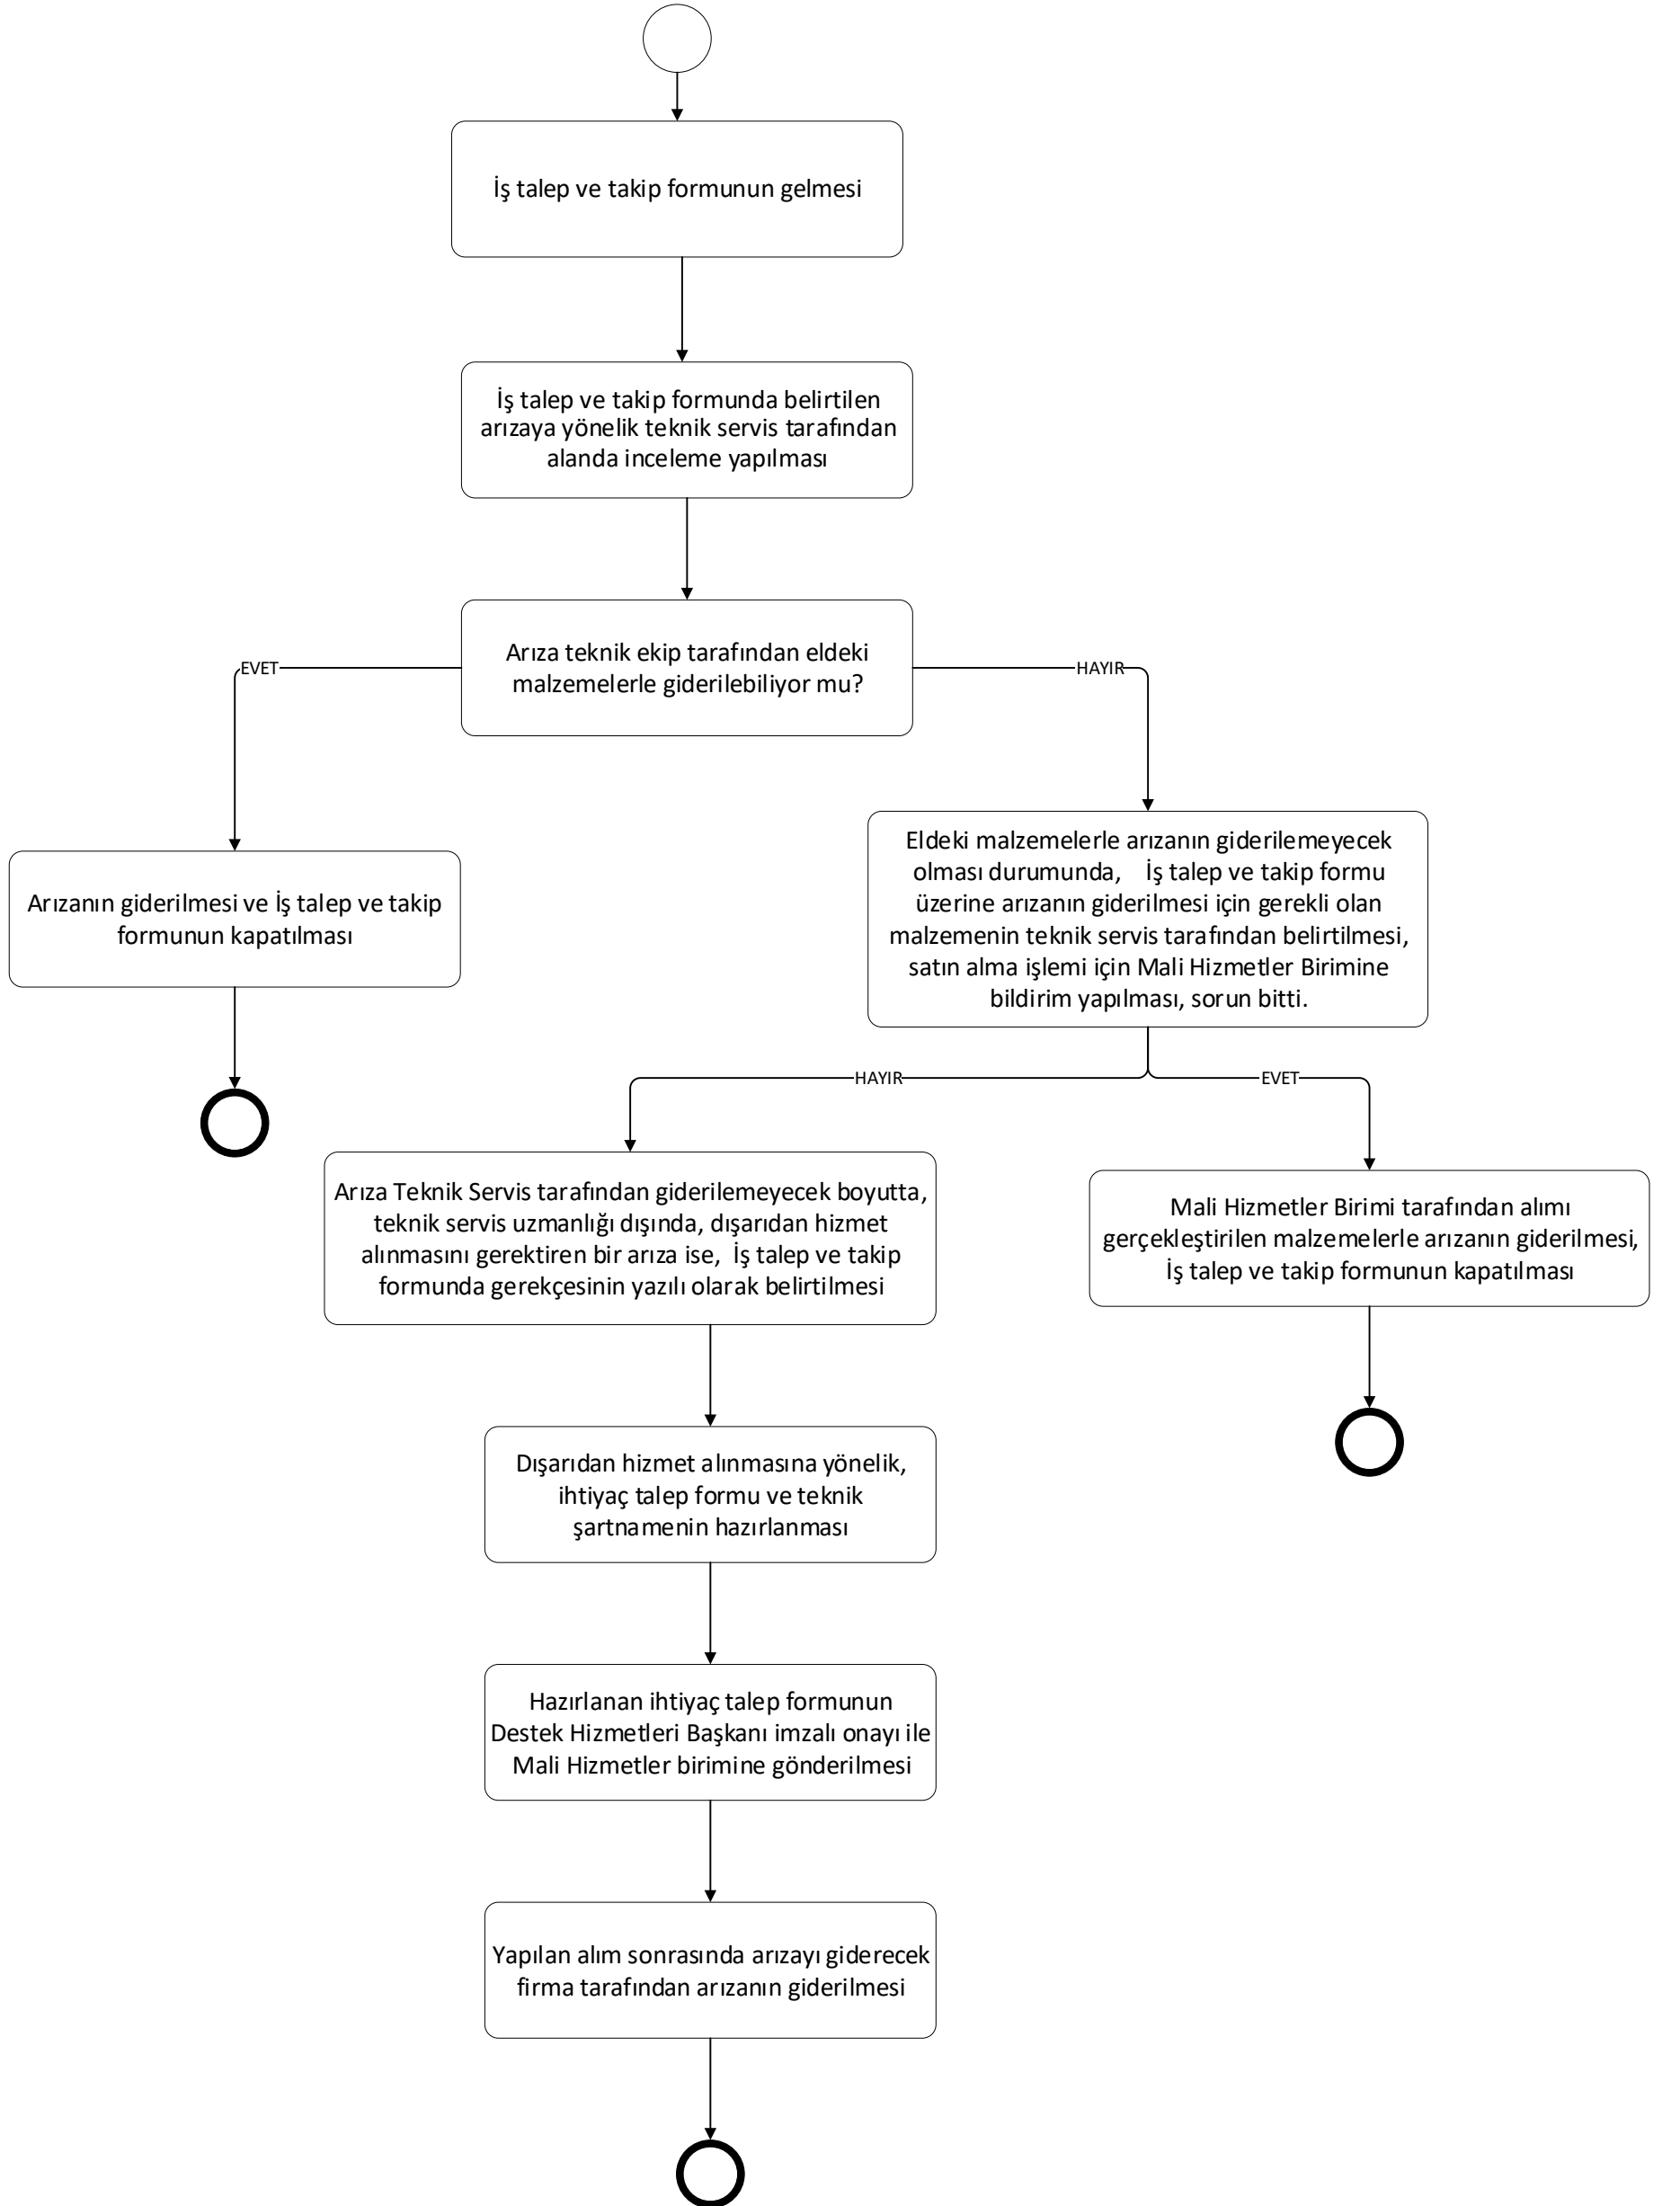 İş talep ve takip formunun gelmesi
İş talep ve takip formunda belirtilen
arızaya yönelik teknik servis tarafından
alanda inceleme yapılması
Arıza teknik ekip tarafından eldeki
malzemelerle giderilebiliyor mu?
EVET
HAYIR
Eldeki malzemelerle arızanın giderilemeyecek
olması durumunda, İş talep ve takip formu
üzerine arızanın giderilmesi için gerekli olan
malzemenin teknik servis tarafından belirtilmesi,
satın alma işlemi için Mali Hizmetler Birimine
bildirim yapılması, sorun bitti.
Arızanın giderilmesi ve İş talep ve takip
formunun kapatılması
HAYIR
EVET
Arıza Teknik Servis tarafından giderilemeyecek boyutta,
teknik servis uzmanlığı dışında, dışarıdan hizmet
alınmasını gerektiren bir arıza ise, İş talep ve takip
formunda gerekçesinin yazılı olarak belirtilmesi
Mali Hizmetler Birimi tarafından alımı
gerçekleştirilen malzemelerle arızanın giderilmesi,
İş talep ve takip formunun kapatılması
Dışarıdan hizmet alınmasına yönelik,
ihtiyaç talep formu ve teknik
şartnamenin hazırlanması
Hazırlanan ihtiyaç talep formunun
Destek Hizmetleri Başkanı imzalı onayı ile
Mali Hizmetler birimine gönderilmesi
Yapılan alım sonrasında arızayı giderecek
firma tarafından arızanın giderilmesi